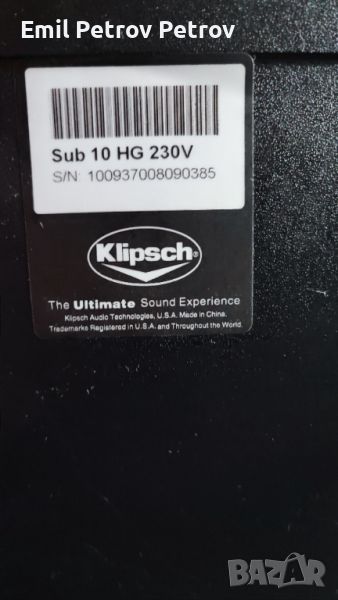 Emil Petrov Petrov
Sub 10 HG 230V
S/N: 100937008090385
Klipsch®
The Ultimate Sound Experience
Klipsch Audio Technologies, U.S.A. Made in China.
Trademarks Registered in U.S.A. and Throughout the World.
BAZAR